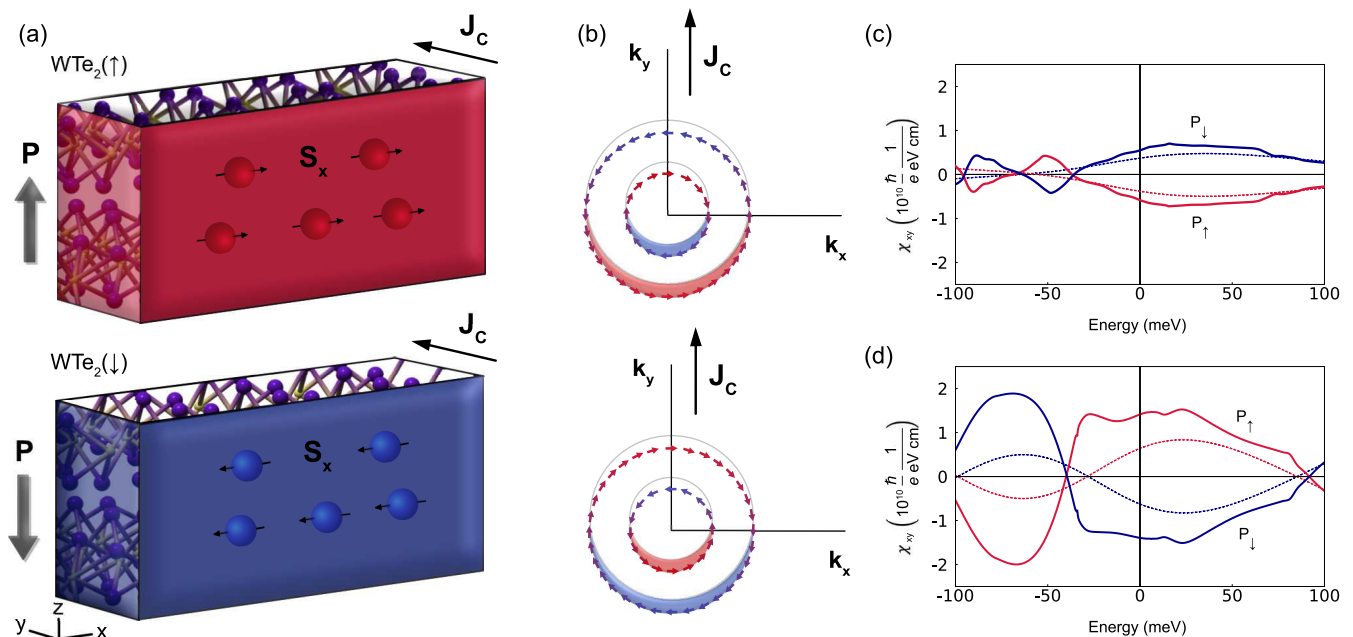 (a)
J_C
WTe₂(↑)
P
S_x
J_C
WTe₂(↓)
P
S_x
z
y
x
(b)
k_y
J_C
k_x
k_y
J_C
k_x
(c)
2
1
0
-1
-2
χ_xy (10¹⁰ ħ/e 1/eV cm)
P↓
P↑
-100 -50 0 50 100
Energy (meV)
(d)
2
1
0
-1
-2
χ_xy (10¹⁰ ħ/e 1/eV cm)
P↑
P↓
-100 -50 0 50 100
Energy (meV)